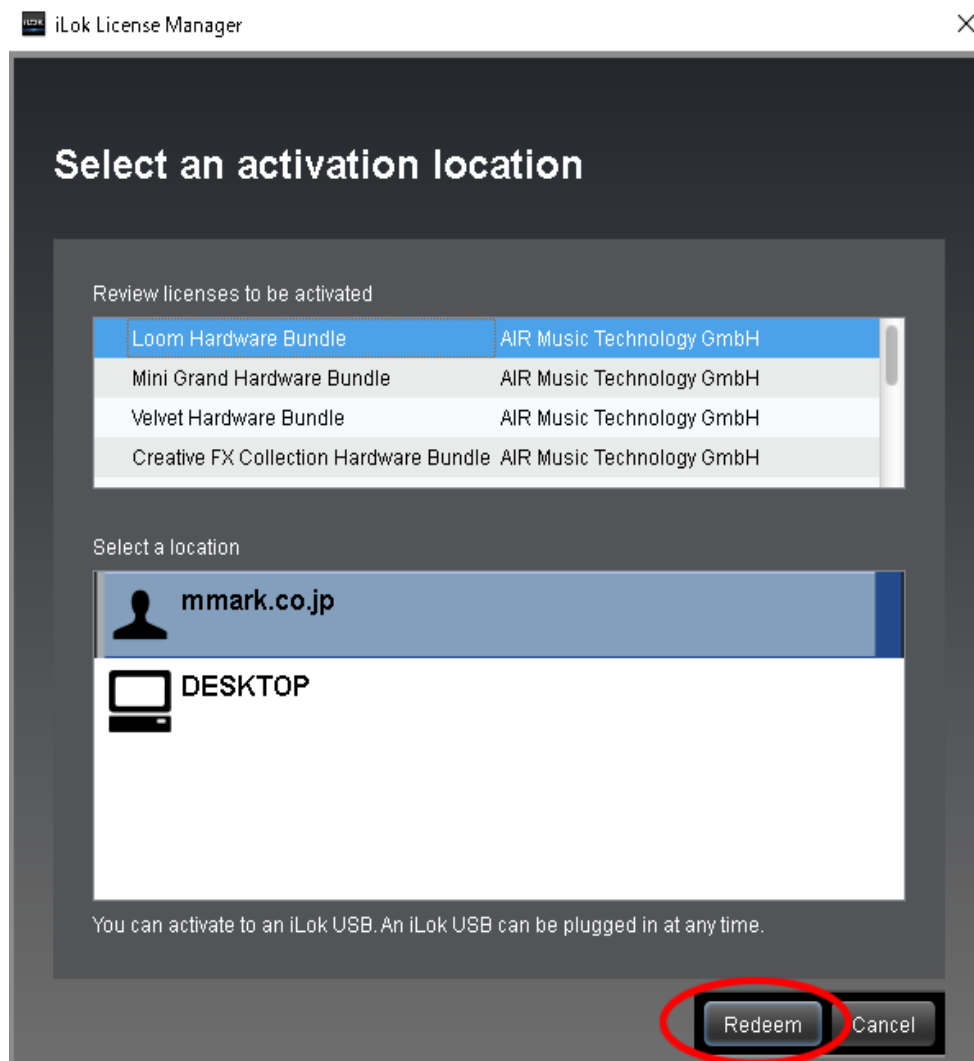 iLok License Manager
Select an activation location
Review licenses to be activated
Loom Hardware Bundle AIR Music Technology GmbH
Mini Grand Hardware Bundle AIR Music Technology GmbH
Velvet Hardware Bundle AIR Music Technology GmbH
Creative FX Collection Hardware Bundle AIR Music Technology GmbH
Select a location
mmark.co.jp
DESKTOP
You can activate to an iLok USB. An iLok USB can be plugged in at any time.
Redeem Cancel